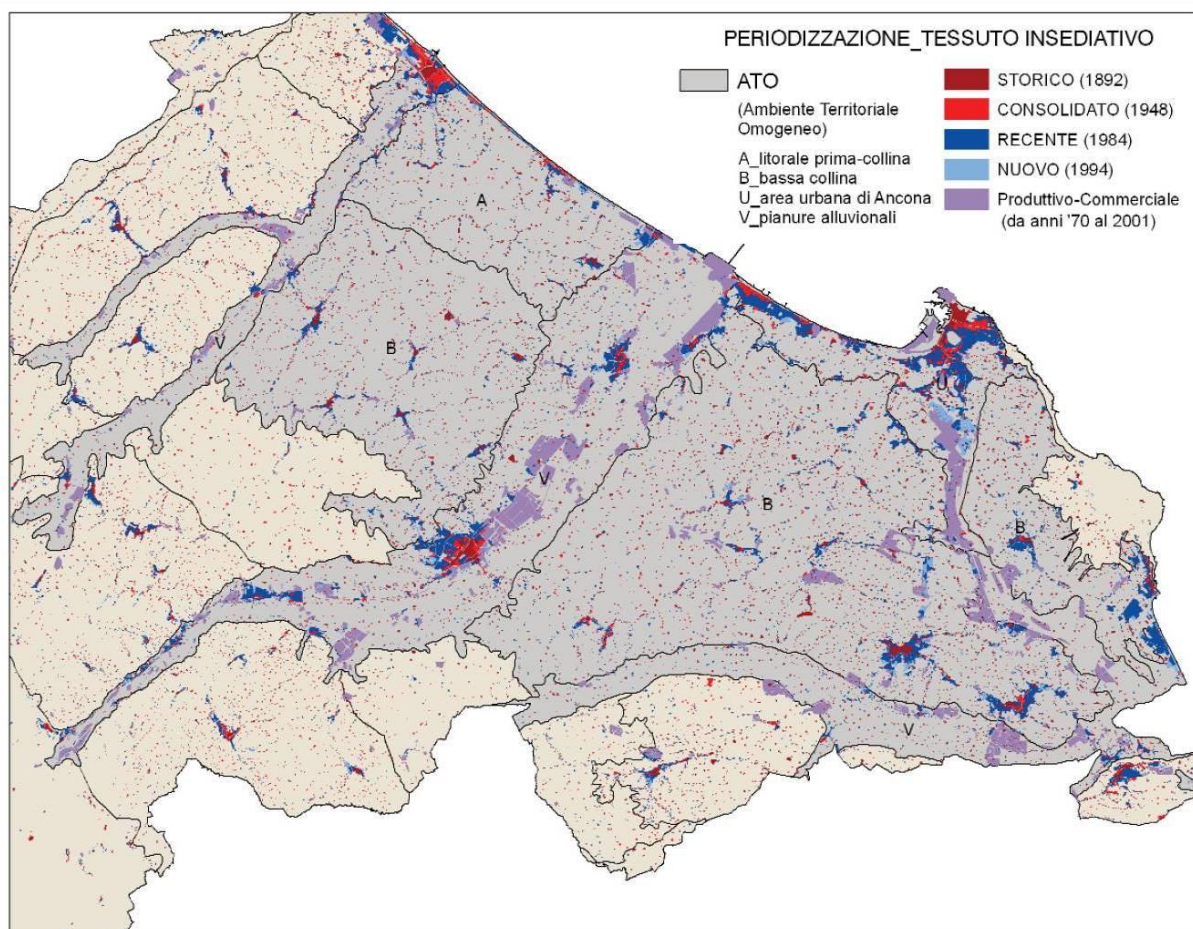 PERIODIZZAZIONE_TESSUTO INSEDIATIVO
ATO
(Ambiente Territoriale
Omogeneo)
A_litorale prima-collina
B_bassa collina
U_area urbana di Ancona
V_pianure alluvionali
STORICO (1892)
CONSOLIDATO (1948)
RECENTE (1984)
NUOVO (1994)
Produttivo-Commerciale
(da anni '70 al 2001)
A
V
B
U
V
B
B
V